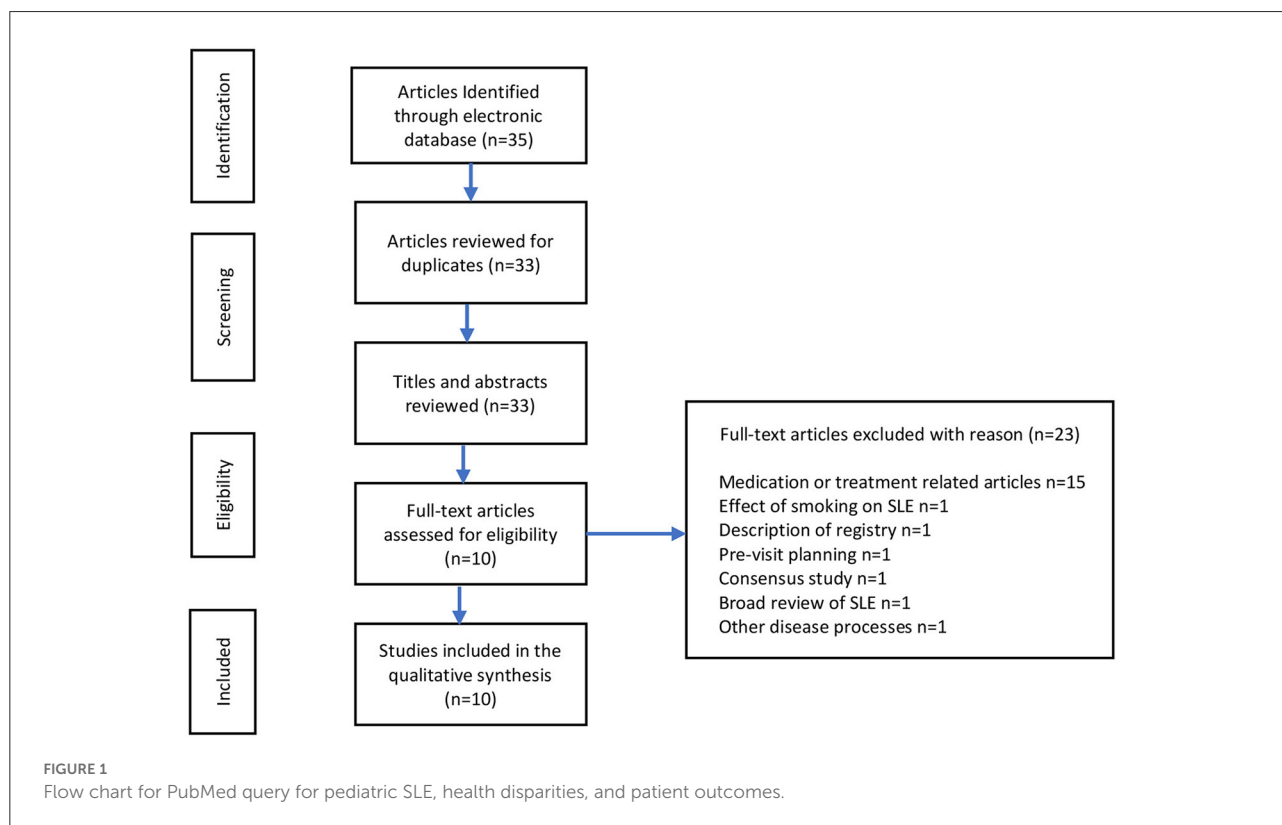 Identification
Articles Identified
through electronic
database (n=35)
Screening
Articles reviewed for
duplicates (n=33)
Titles and abstracts
reviewed (n=33)
Eligibility
Full-text articles
assessed for eligibility
(n=10)
Full-text articles excluded with reason (n=23)
Medication or treatment related articles n=15
Effect of smoking on SLE n=1
Description of registry n=1
Pre-visit planning n=1
Consensus study n=1
Broad review of SLE n=1
Other disease processes n=1
Included
Studies included in the
qualitative synthesis
(n=10)
FIGURE 1
Flow chart for PubMed query for pediatric SLE, health disparities, and patient outcomes.